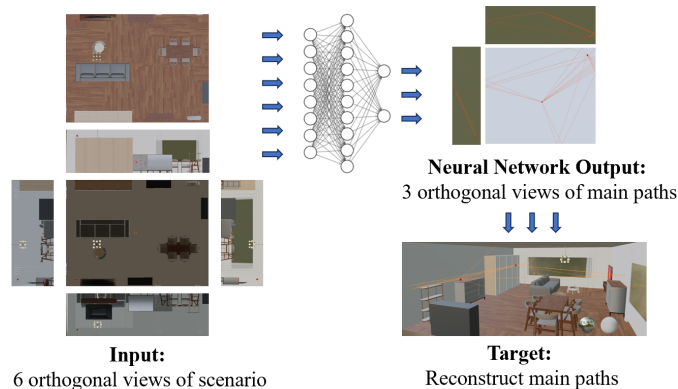 Neural Network Output:
3 orthogonal views of main paths
Input:
6 orthogonal views of scenario
Target:
Reconstruct main paths